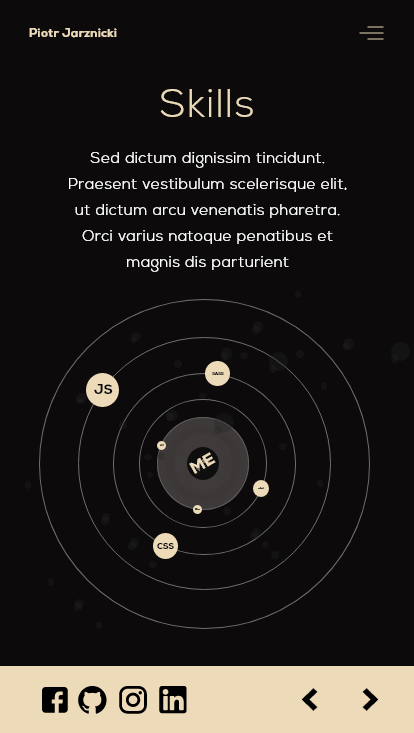 Piotr Jarznicki
Skills
Sed dictum dignissim tincidunt.
Praesent vestibulum scelerisque elit,
ut dictum arcu venenatis pharetra.
Orci varius natoque penatibus et
magnis dis parturient
JS
SASS
ME
CSS